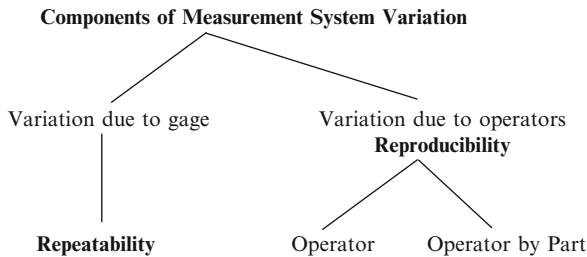 Components of Measurement System Variation
Variation due to gage
Variation due to operators
Reproducibility
Repeatability
Operator
Operator by Part